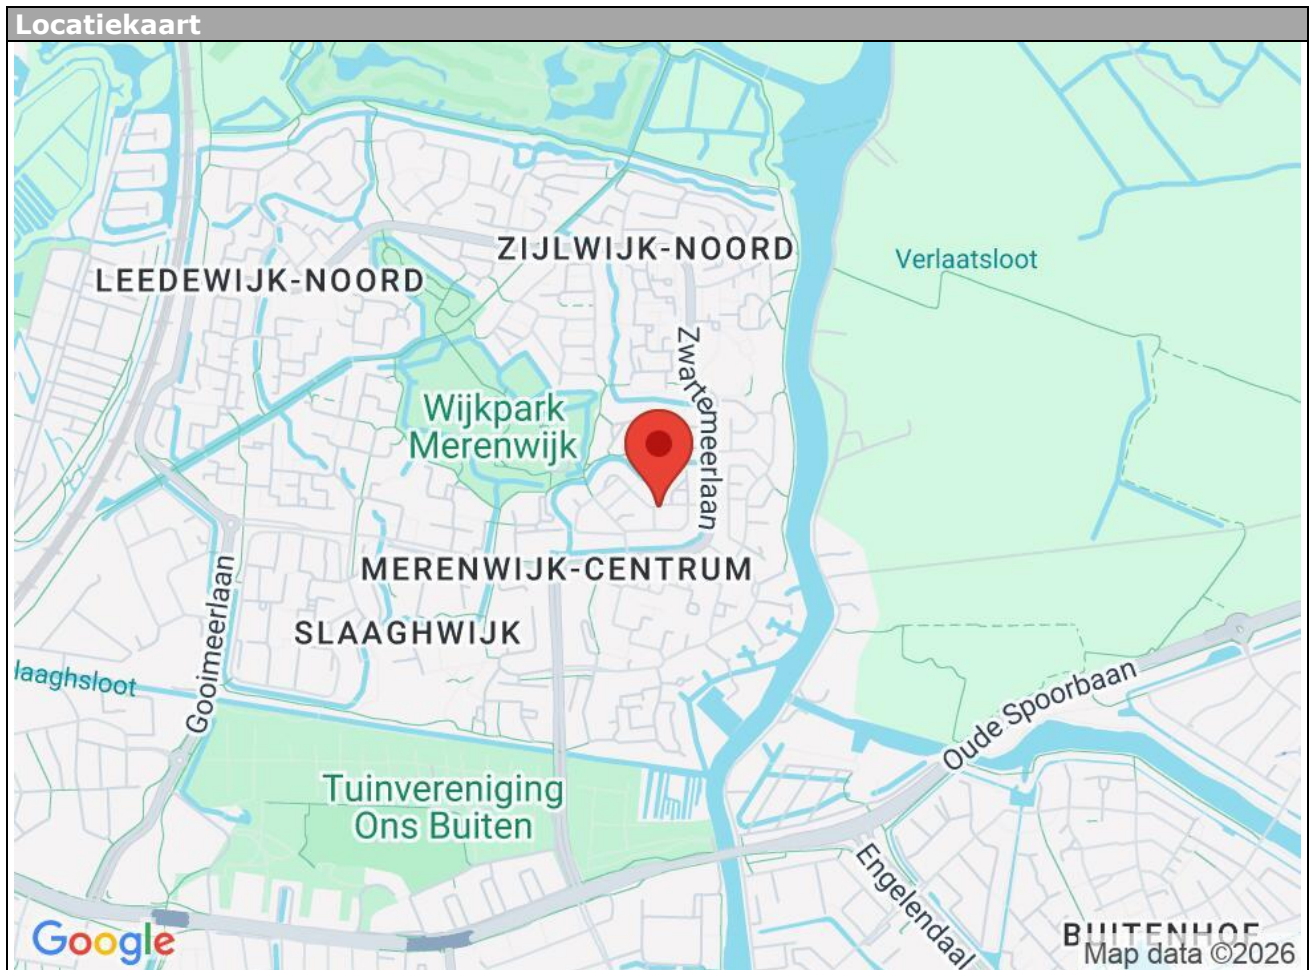 Locatiekaart
ZIJLWIJK-NOORD
Verlaatsloot
LEEDEWIJK-NOORD
Zwartemeerlaan
Wijkpark
Merenwijk
MERENWIJK-CENTRUM
Gooimeerlaan
SLAAGHWIJK
laaghsloot
Oude Spoorbaan
Tuinvereniging
Ons Buiten
Engelendaal
BUITENHOF
Google
Map data ©2026